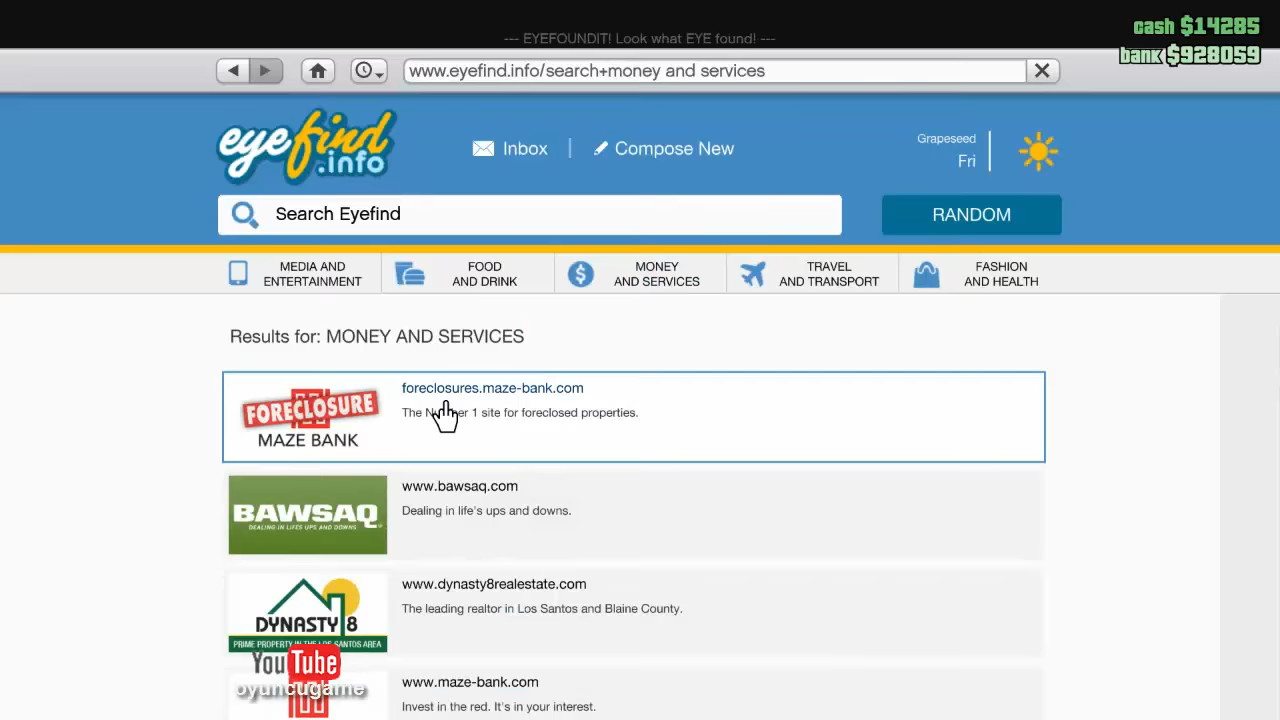 --- EYEFOUNDIT! Look what EYE found! ---
cash $14285
bank $928059
www.eyefind.info/search+money and services
eyefind
.info
Inbox
Compose New
Grapeseed
Fri
Search Eyefind
RANDOM
MEDIA AND
ENTERTAINMENT
FOOD
AND DRINK
MONEY
AND SERVICES
TRAVEL
AND TRANSPORT
FASHION
AND HEALTH
Results for: MONEY AND SERVICES
FORECLOSURE
MAZE BANK
foreclosures.maze-bank.com
The Number 1 site for foreclosed properties.
BAWSAQ
DEALING IN LIFE'S UPS AND DOWNS
www.bawsaq.com
Dealing in life's ups and downs.
DYNASTY 8
PRIME PROPERTY IN THE LOS SANTOS AREA
www.dynasty8realestate.com
The leading realtor in Los Santos and Blaine County.
YouTube
oyuncugame
www.maze-bank.com
Invest in the red. It's in your interest.